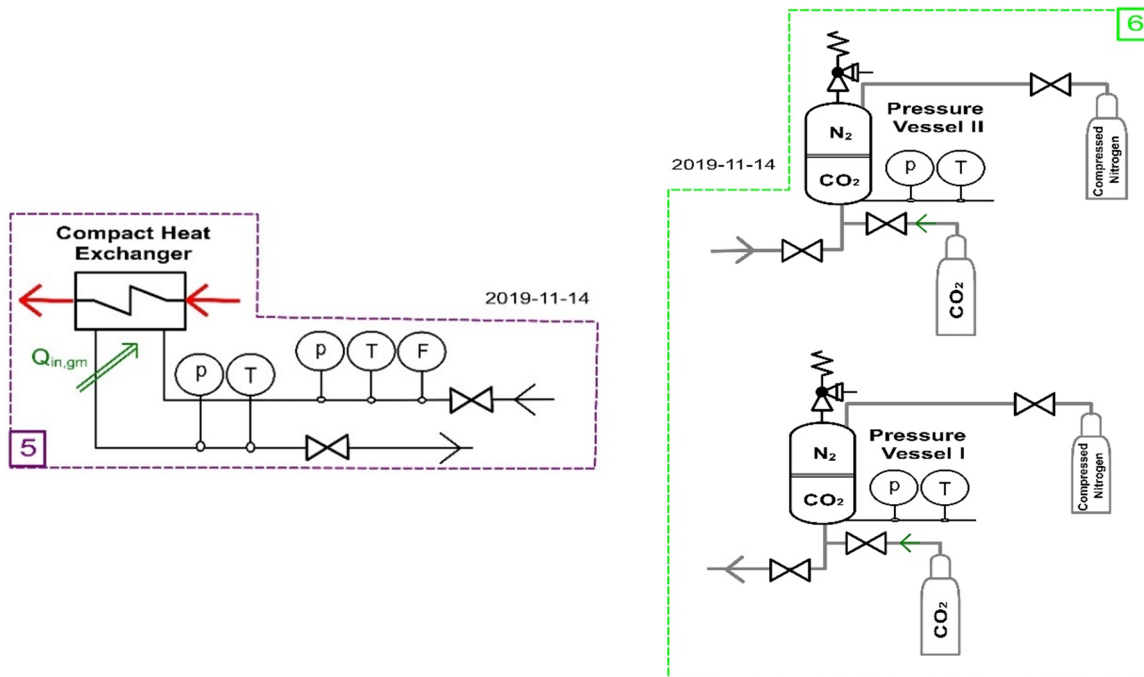 Compact Heat
Exchanger
2019-11-14
Q in,gm
p
T
F
p
T
5
6
Pressure
Vessel II
N₂
CO₂
p
T
Compressed
Nitrogen
2019-11-14
CO₂
Pressure
Vessel I
N₂
CO₂
p
T
Compressed
Nitrogen
CO₂